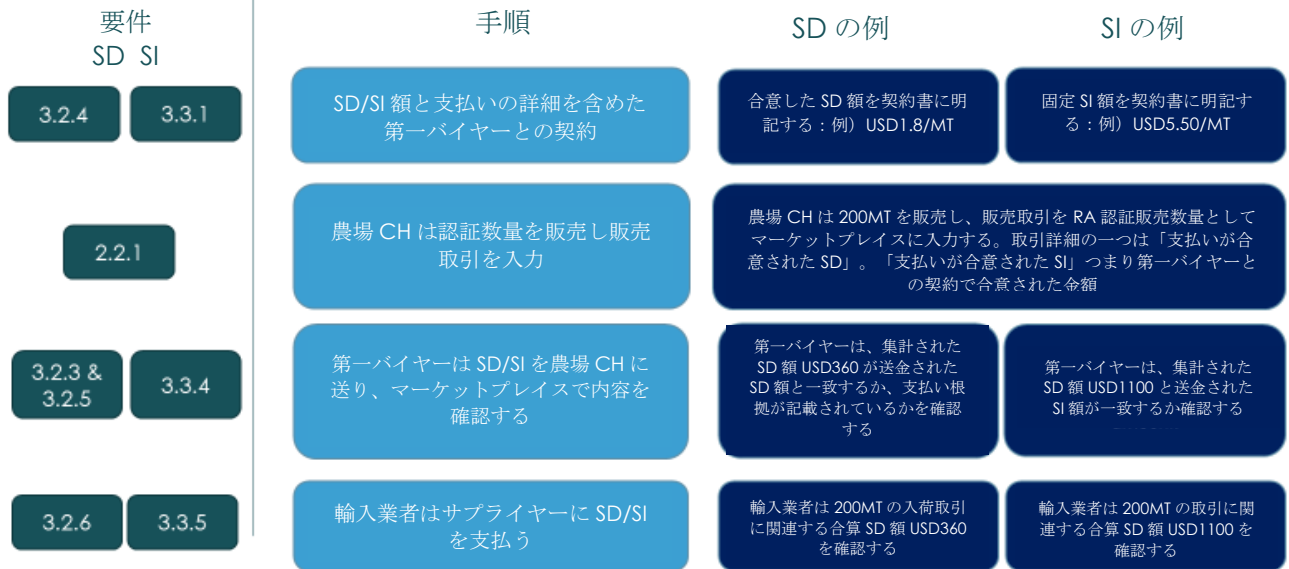 要件
SD SI
手順
SD の例
SI の例
3.2.4
3.3.1
SD/SI 額と支払いの詳細を含めた
第一バイヤーとの契約
合意した SD 額を契約書に明
記する：例）USD1.8/MT
固定 SI 額を契約書に明記す
る：例）USD5.50/MT
2.2.1
農場 CH は認証数量を販売し販売
取引を入力
農場 CH は 200MT を販売し、販売取引を RA 認証販売数量として
マーケットプレイスに入力する。取引詳細の一つは「支払いが合
意された SD」。「支払いが合意された SI」つまり第一バイヤーと
の契約で合意された金額
3.2.3 &
3.2.5
3.3.4
第一バイヤーは SD/SI を農場 CH に
送り、マーケットプレイスで内容を
確認する
第一バイヤーは、集計された
SD 額 USD360 が送金された
SD 額と一致するか、支払い根
拠が記載されているかを確認
する
第一バイヤーは、集計された
SD 額 USD1100 と送金された
SI 額が一致するか確認する
3.2.6
3.3.5
輸入業者はサプライヤーに SD/SI
を支払う
輸入業者は 200MT の入荷取引
に関連する合算 SD 額 USD360
を確認する
輸入業者は 200MT の取引に関
連する合算 SD 額 USD1100 を
確認する